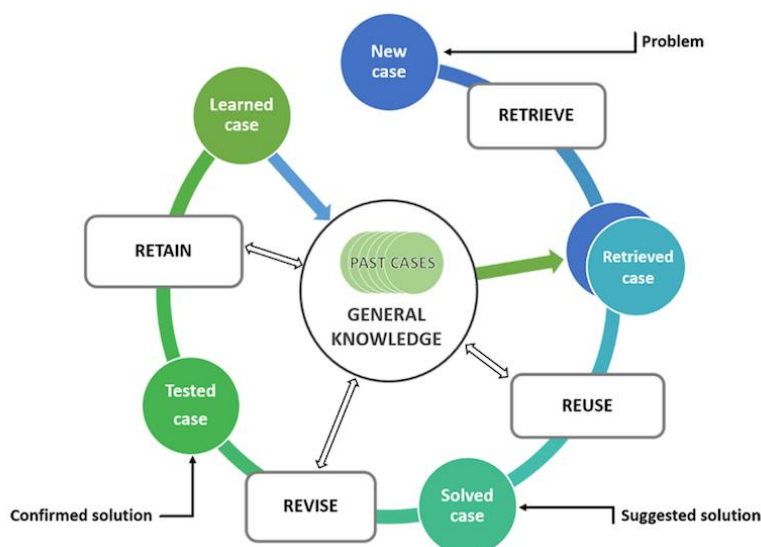 New
case
Problem
RETRIEVE
Learned
case
RETAIN
PAST CASES
GENERAL
KNOWLEDGE
Retrieved
case
REUSE
Tested
case
REVISE
Solved
case
Confirmed solution
Suggested solution